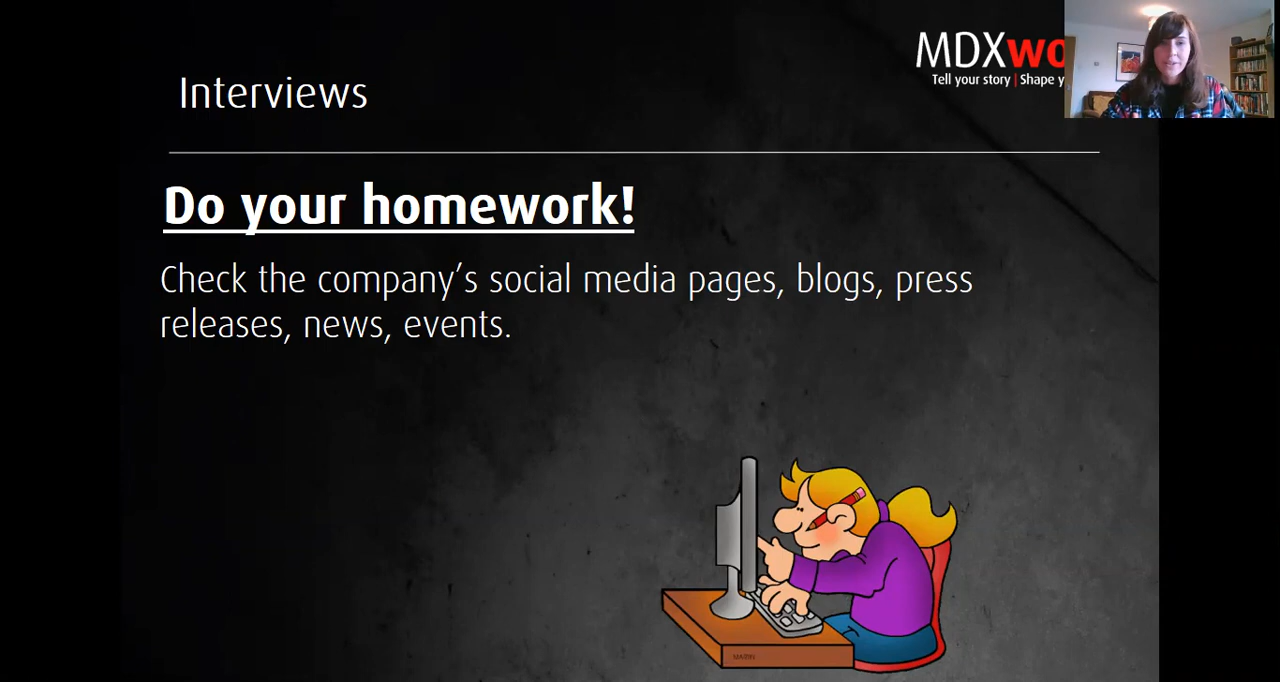 MDXwo
Tell your story | Shape y
Interviews
Do your homework!
Check the company’s social media pages, blogs, press
releases, news, events.